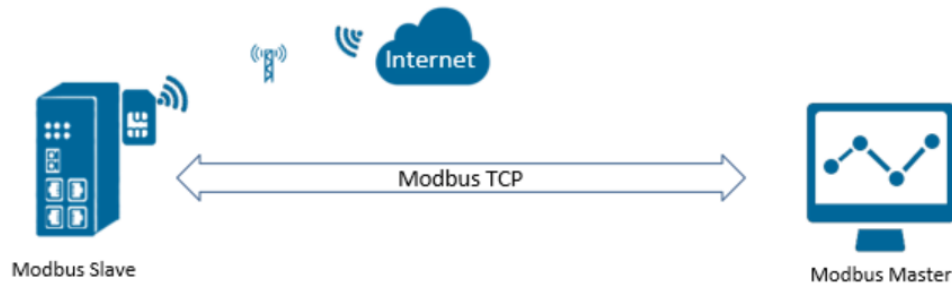 Internet
Modbus TCP
Modbus Slave
Modbus Master